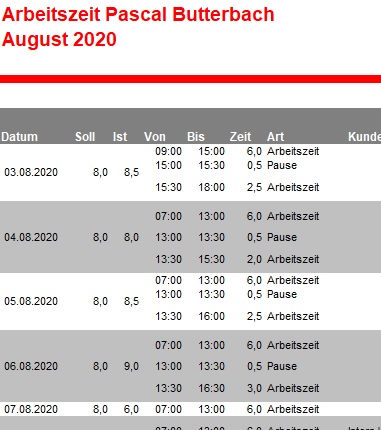 Arbeitszeit Pascal Butterbach
August 2020
Datum Soll Ist Von Bis Zeit Art Kunde
09:00 15:00 6,0 Arbeitszeit
15:00 15:30 0,5 Pause
03.08.2020 8,0 8,5
15:30 18:00 2,5 Arbeitszeit
07:00 13:00 6,0 Arbeitszeit
04.08.2020 8,0 8,0 13:00 13:30 0,5 Pause
13:30 15:30 2,0 Arbeitszeit
07:00 13:00 6,0 Arbeitszeit
13:00 13:30 0,5 Pause
05.08.2020 8,0 8,5
13:30 16:00 2,5 Arbeitszeit
07:00 13:00 6,0 Arbeitszeit
06.08.2020 8,0 9,0 13:00 13:30 0,5 Pause
13:30 16:30 3,0 Arbeitszeit
07.08.2020 8,0 6,0 07:00 13:00 6,0 Arbeitszeit
07:00 13:00 6,0 Arbeitszeit